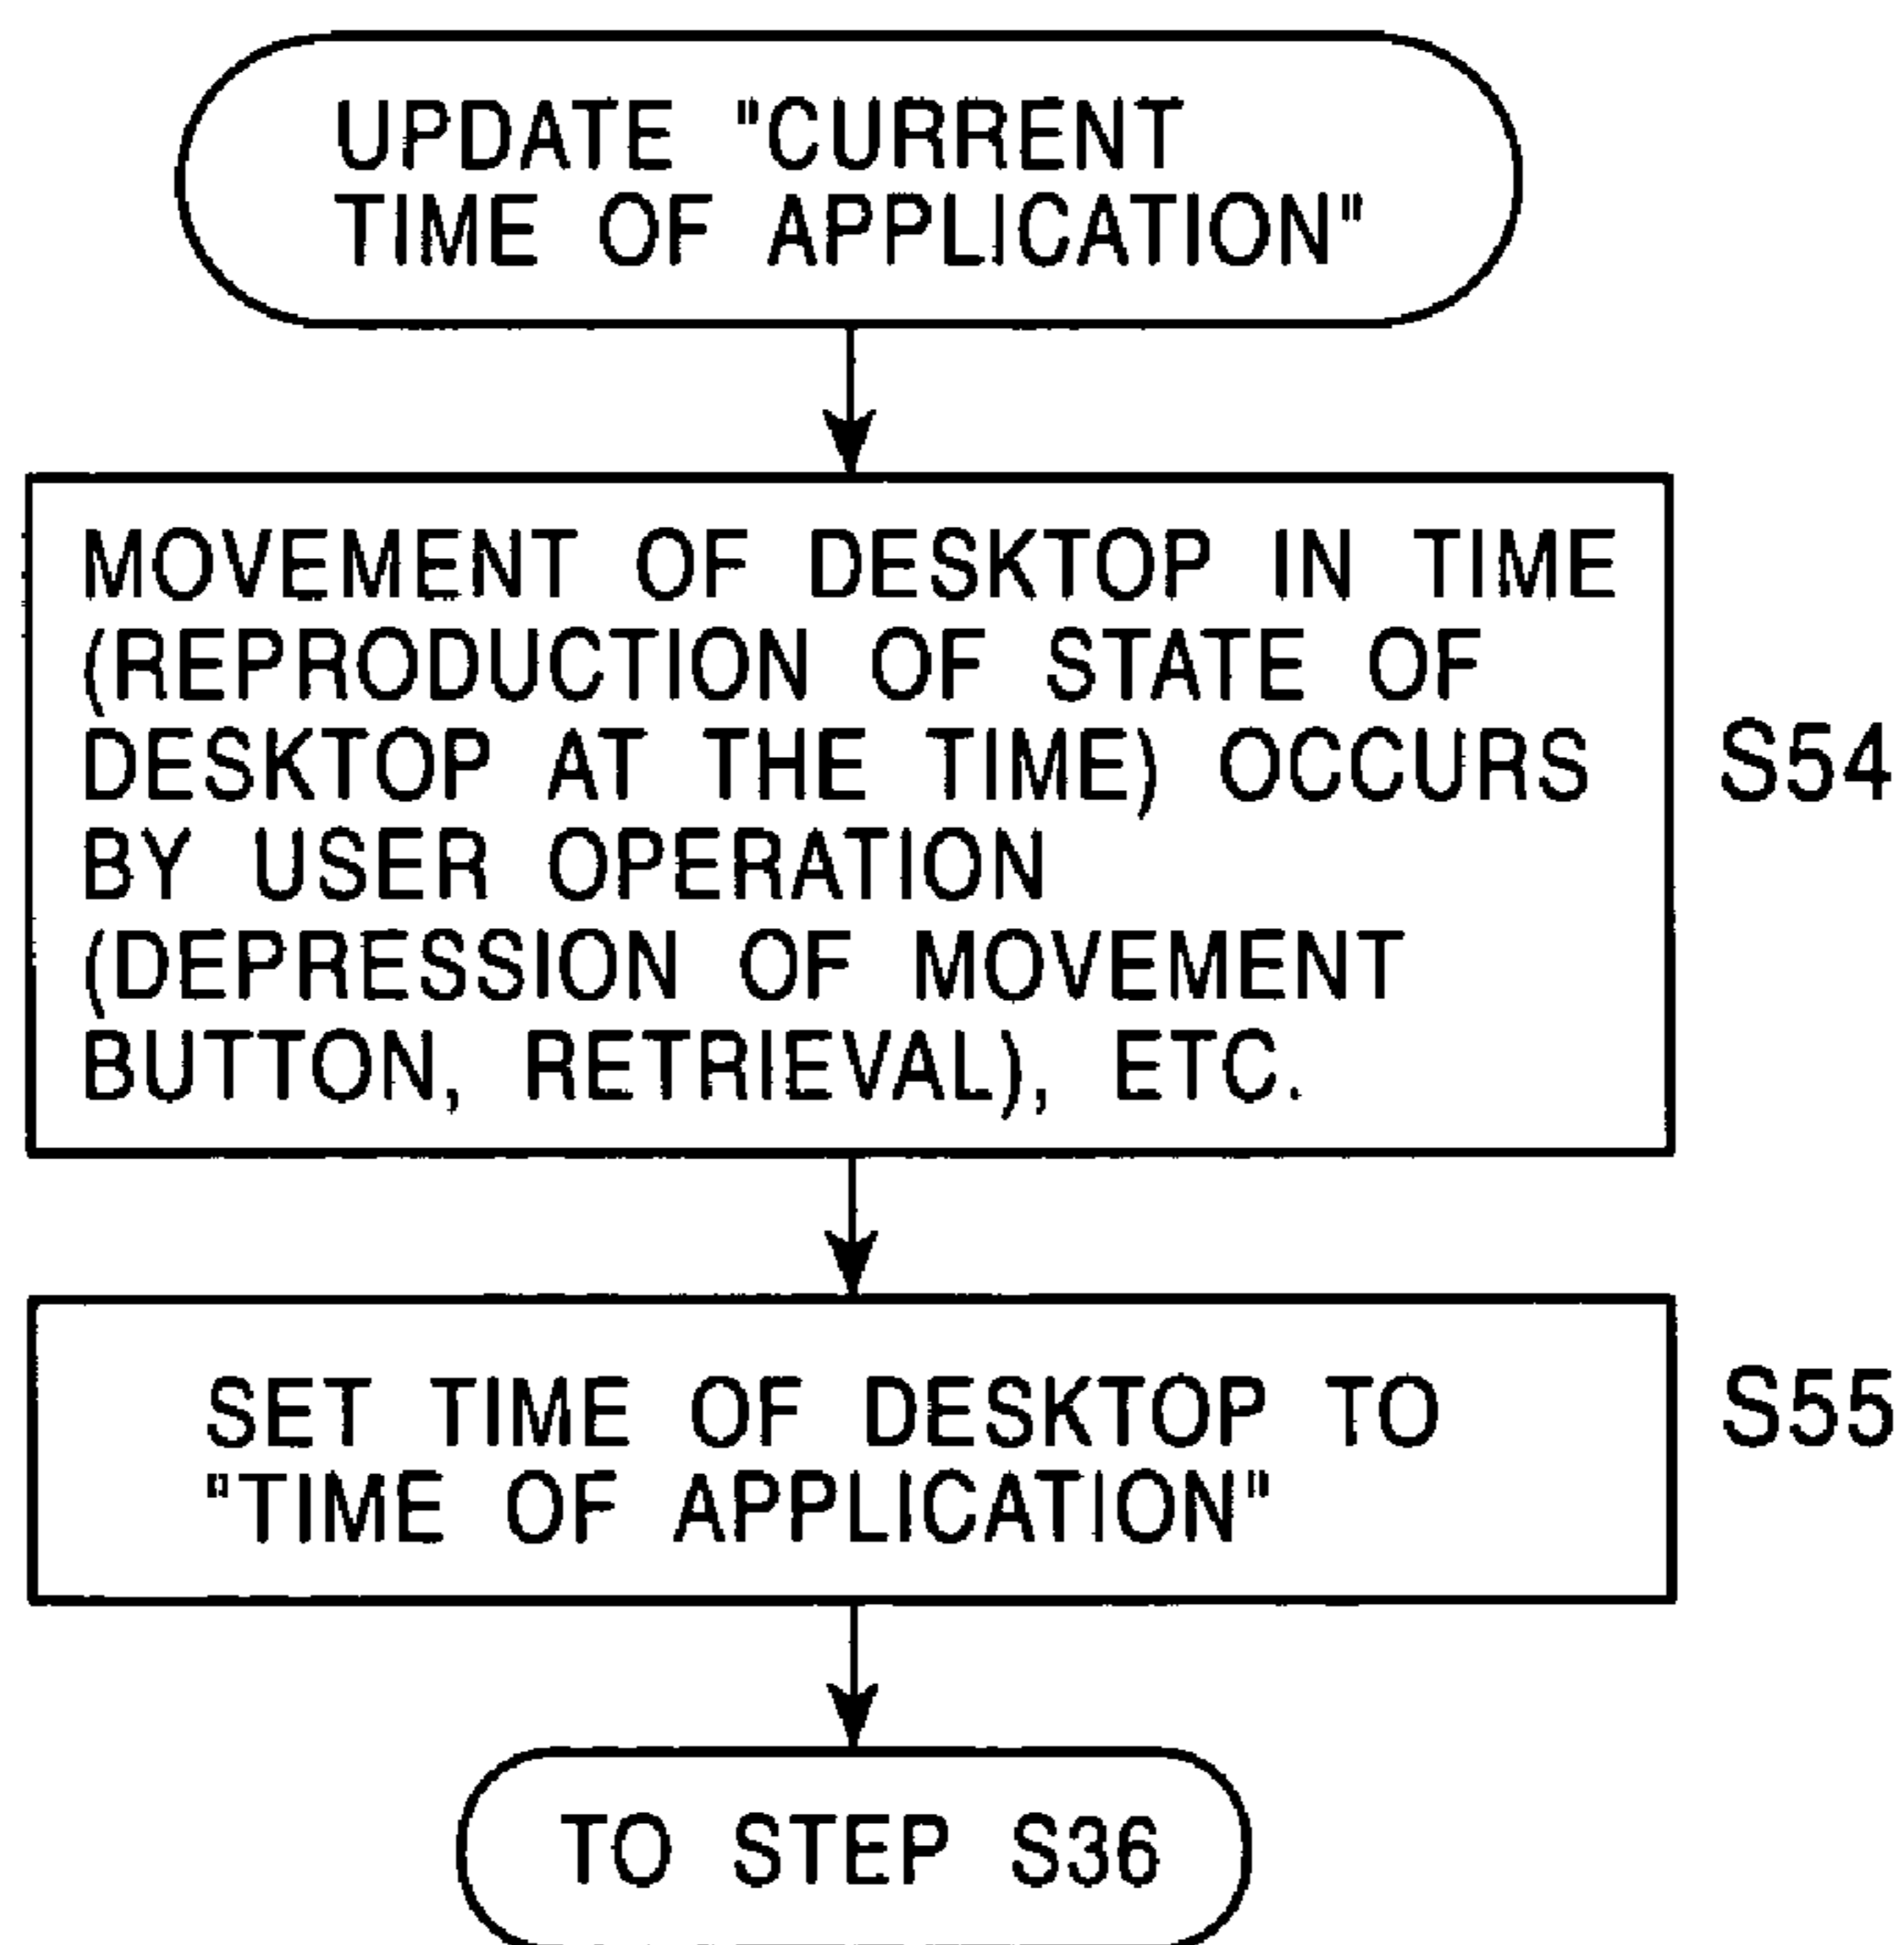 UPDATE "CURRENT
TIME OF APPLICATION"
MOVEMENT OF DESKTOP IN TIME
(REPRODUCTION OF STATE OF
DESKTOP AT THE TIME) OCCURS
BY USER OPERATION
(DEPRESSION OF MOVEMENT
BUTTON, RETRIEVAL), ETC.
S54
SET TIME OF DESKTOP TO
"TIME OF APPLICATION"
S55
TO STEP S36